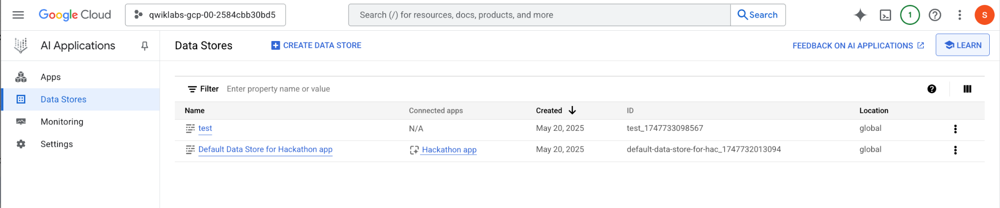 Google Cloud
qwiklabs-gcp-00-2584cbb30bd5
Search (/) for resources, docs, products, and more
Search
1
S
AI Applications
Data Stores
CREATE DATA STORE
FEEDBACK ON AI APPLICATIONS
LEARN
Apps
Data Stores
Monitoring
Settings
Filter Enter property name or value
Name Connected apps Created ID Location
test N/A May 20, 2025 test_1747733098567 global
Default Data Store for Hackathon app Hackathon app May 20, 2025 default-data-store-for-hac_1747732013094 global